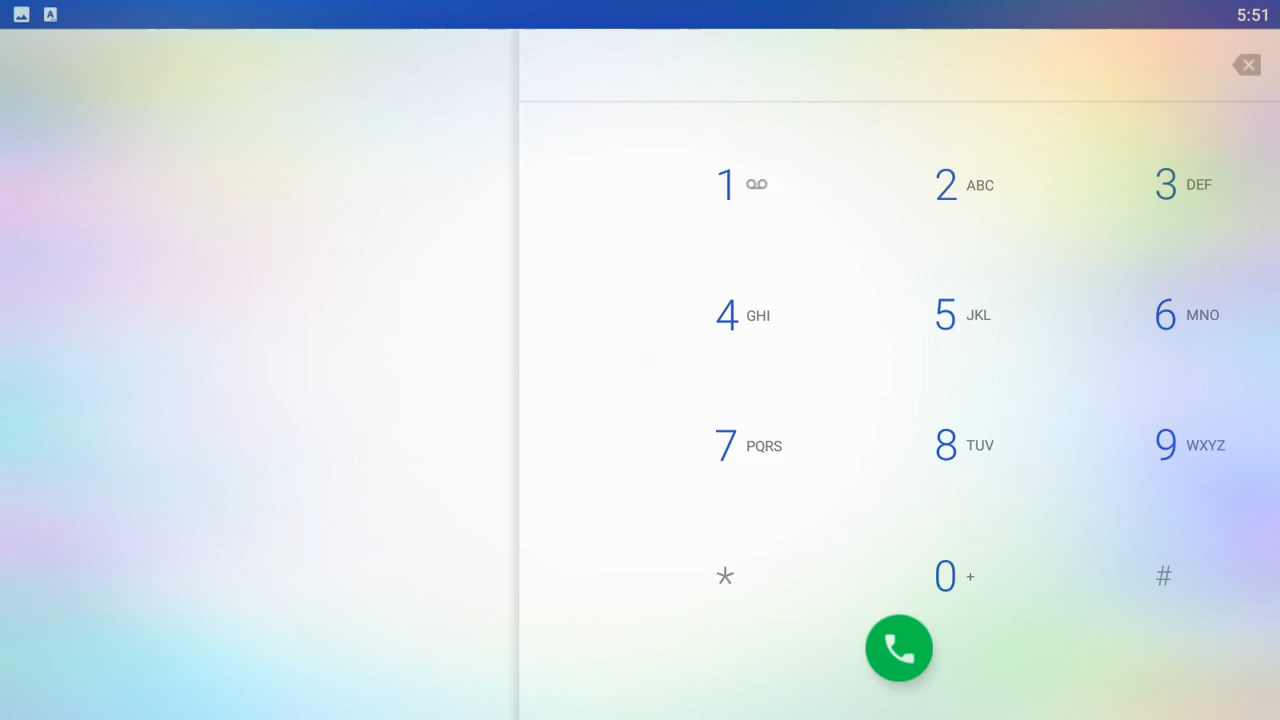 A 5:51
1
2 ABC
3 DEF
4 GHI
5 JKL
6 MNO
7 PQRS
8 TUV
9 WXYZ
*
0 +
#